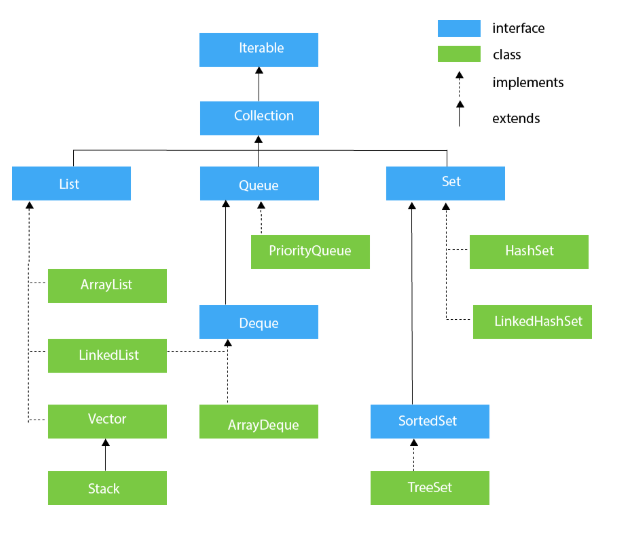 interface
Iterable
class
implements
Collection
extends
List
Queue
Set
PriorityQueue
HashSet
ArrayList
Deque
LinkedHashSet
LinkedList
Vector
ArrayDeque
SortedSet
Stack
TreeSet